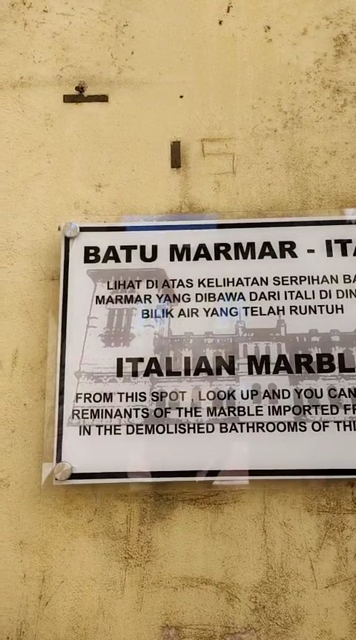 BATU MARMAR - ITA
LIHAT DI ATAS KELIHATAN SERPIHAN BA
MARMAR YANG DIBAWA DARI ITALI DI DIN
BILIK AIR YANG TELAH RUNTUH
ITALIAN MARBL
FROM THIS SPOT , LOOK UP AND YOU CAN
REMINANTS OF THE MARBLE IMPORTED FR
IN THE DEMOLISHED BATHROOMS OF THI